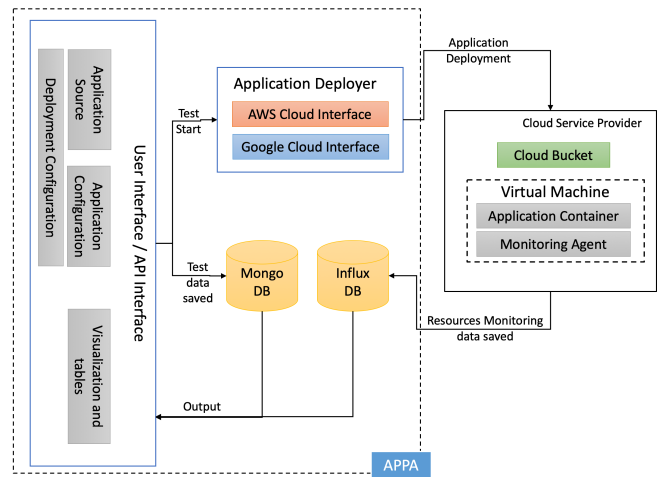 Application
Source
Deployment Configuration
Application
Configuration
Visualization and
tables
User Interface / API Interface
Test
Start
Application Deployer
AWS Cloud Interface
Google Cloud Interface
Application
Deployment
Cloud Service Provider
Cloud Bucket
Virtual Machine
Application Container
Monitoring Agent
Test
data
saved
Mongo
DB
Influx
DB
Resources Monitoring
data saved
Output
APPA